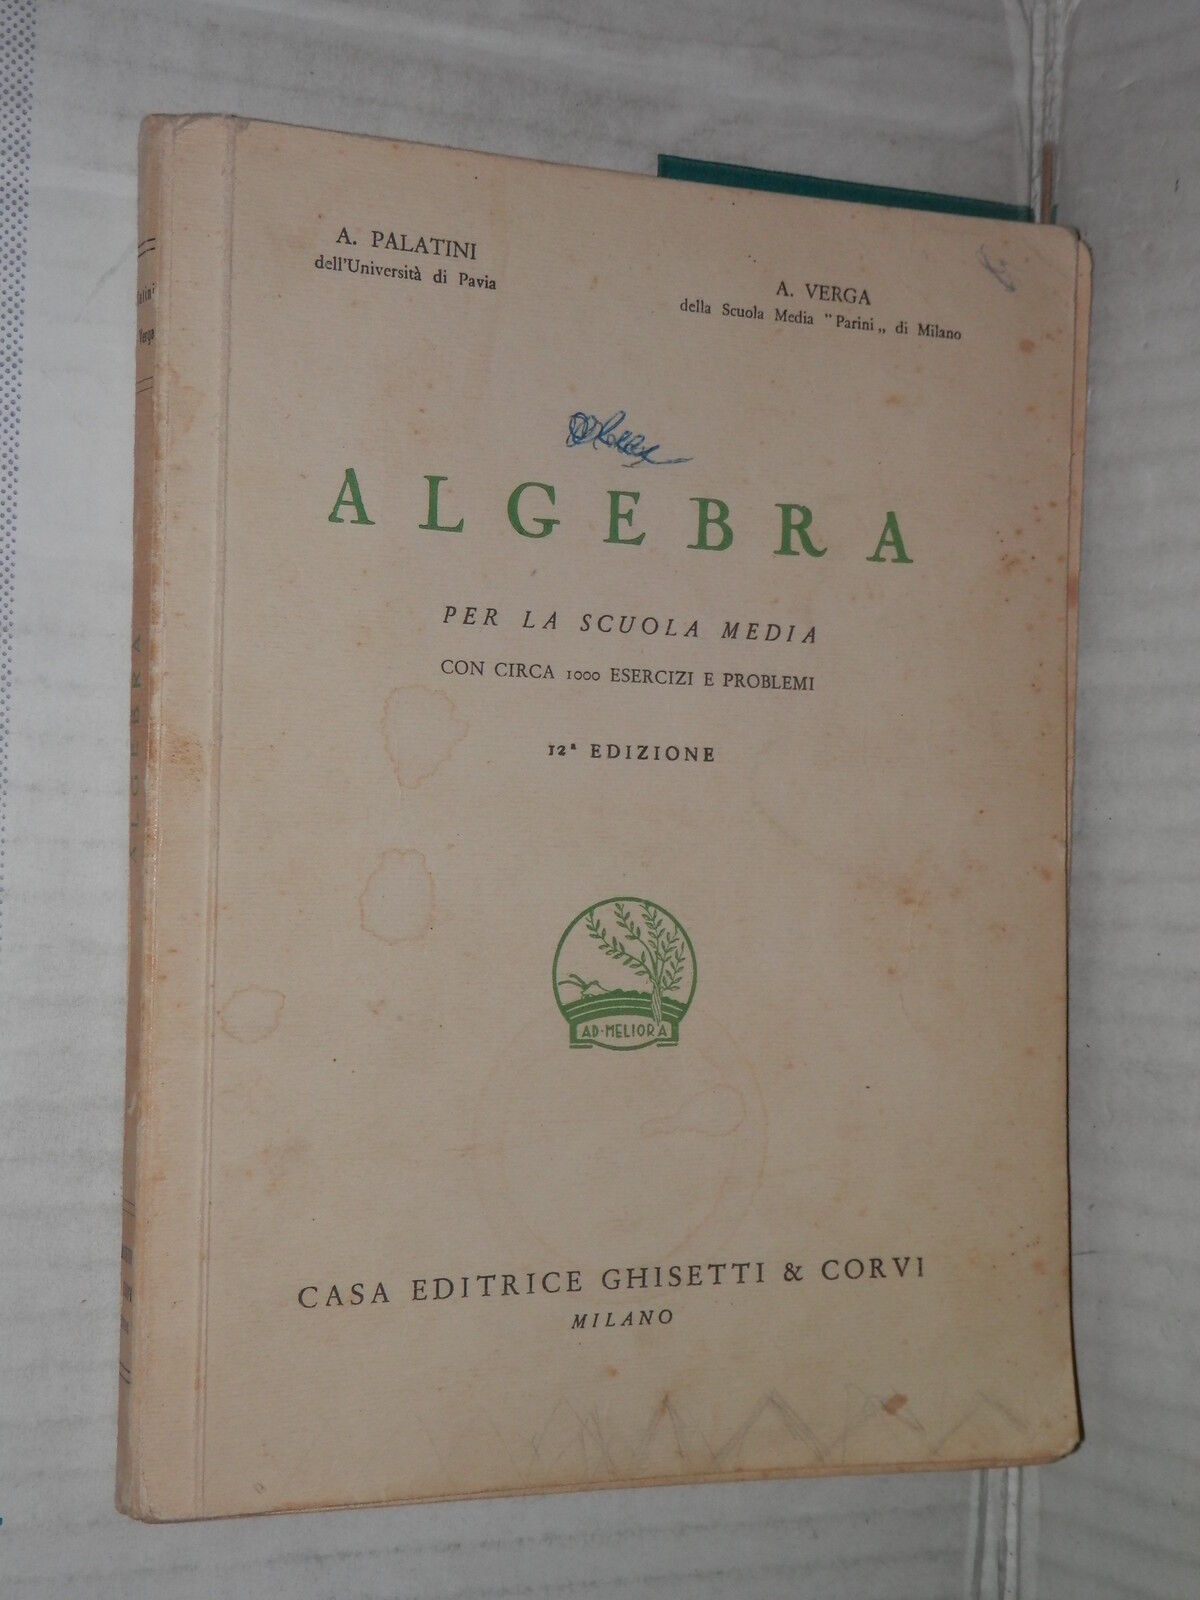 A. PALATINI
dell'Università di Pavia
A. VERGA
della Scuola Media "Parini„ di Milano
ALGEBRA
PER LA SCUOLA MEDIA
CON CIRCA 1000 ESERCIZI E PROBLEMI
12ª EDIZIONE
AD·MELIORA
CASA EDITRICE GHISETTI & CORVI
MILANO
Verga
ALGEBRA